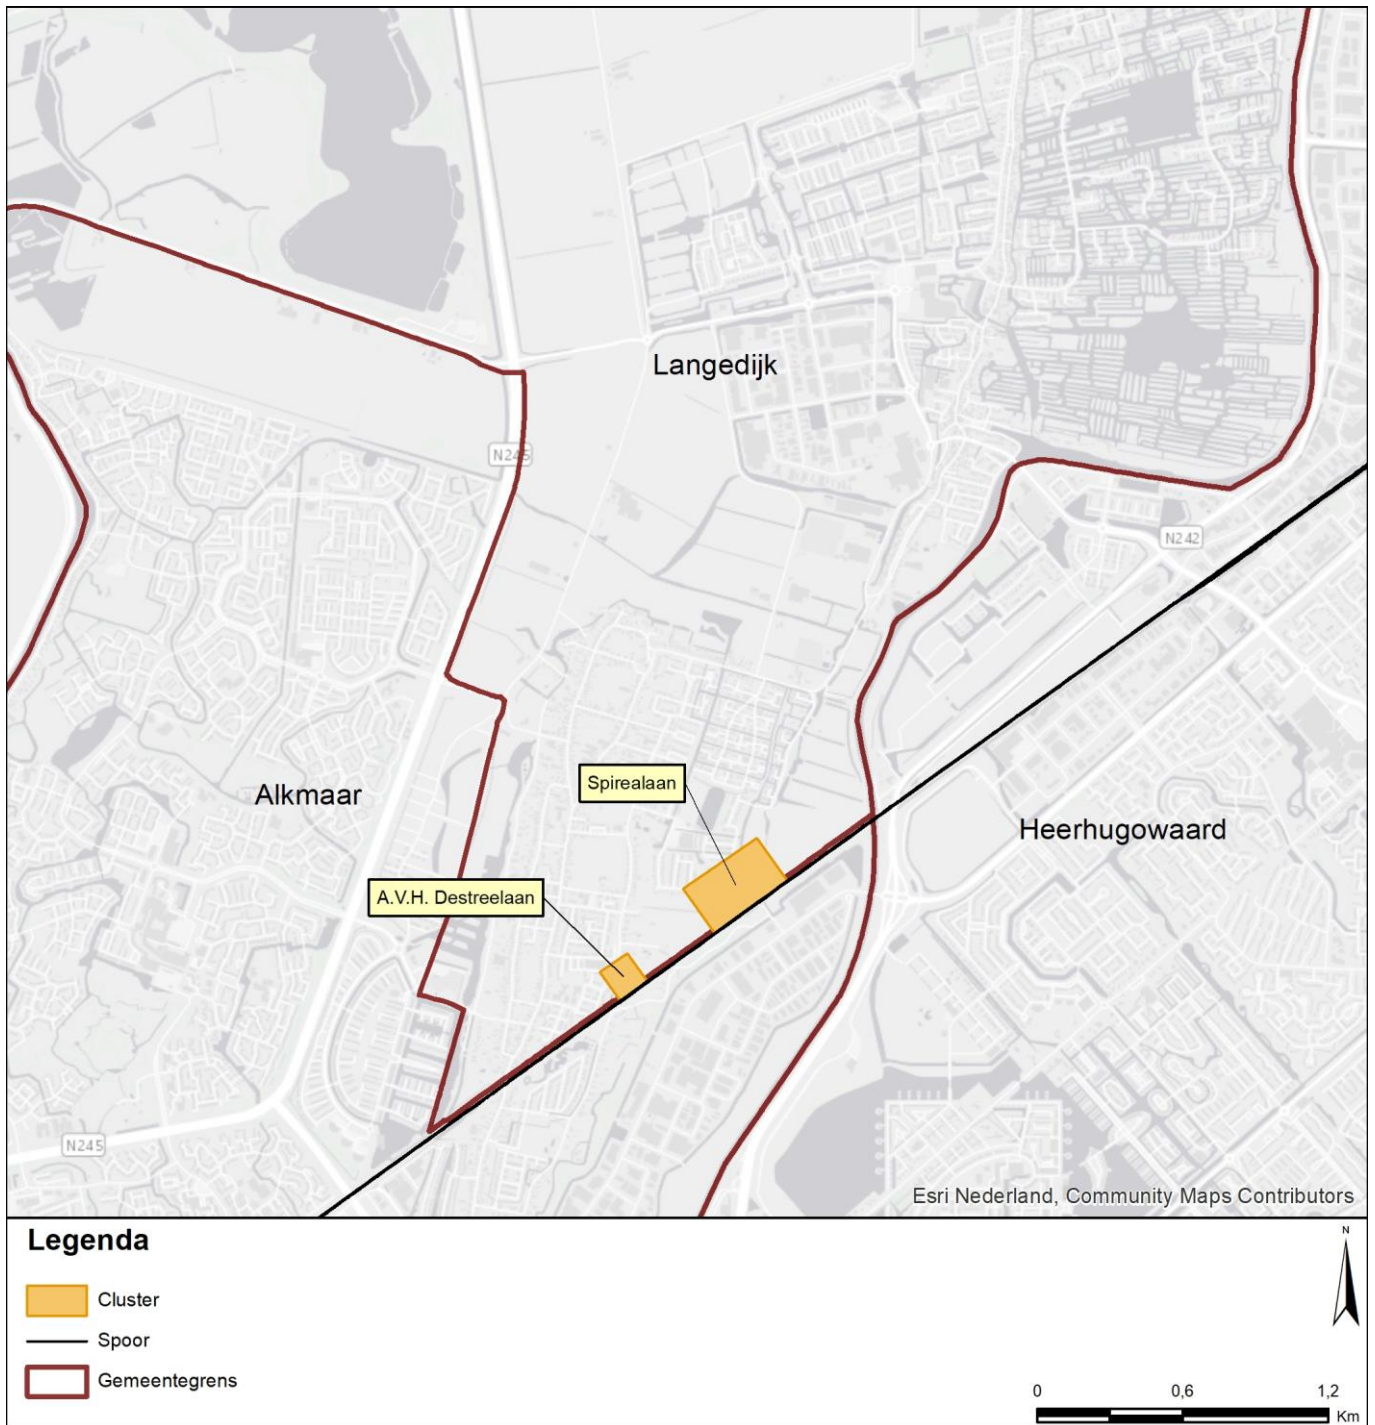 Langedijk
N245
N242
Spirealaan
Alkmaar
Heerhugowaard
A.V.H. Destreelaan
N245
Esri Nederland, Community Maps Contributors
Legenda
N
Cluster
Spoor
Gemeentegrens
0 0,6 1,2
Km